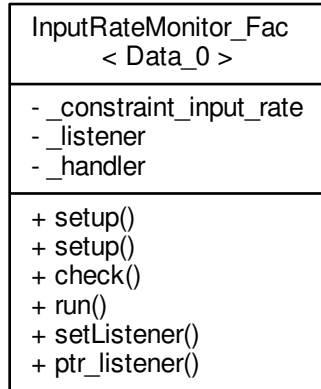 InputRateMonitor_Fac
< Data_0 >
- _constraint_input_rate
- _listener
- _handler
+ setup()
+ setup()
+ check()
+ run()
+ setListener()
+ ptr_listener()